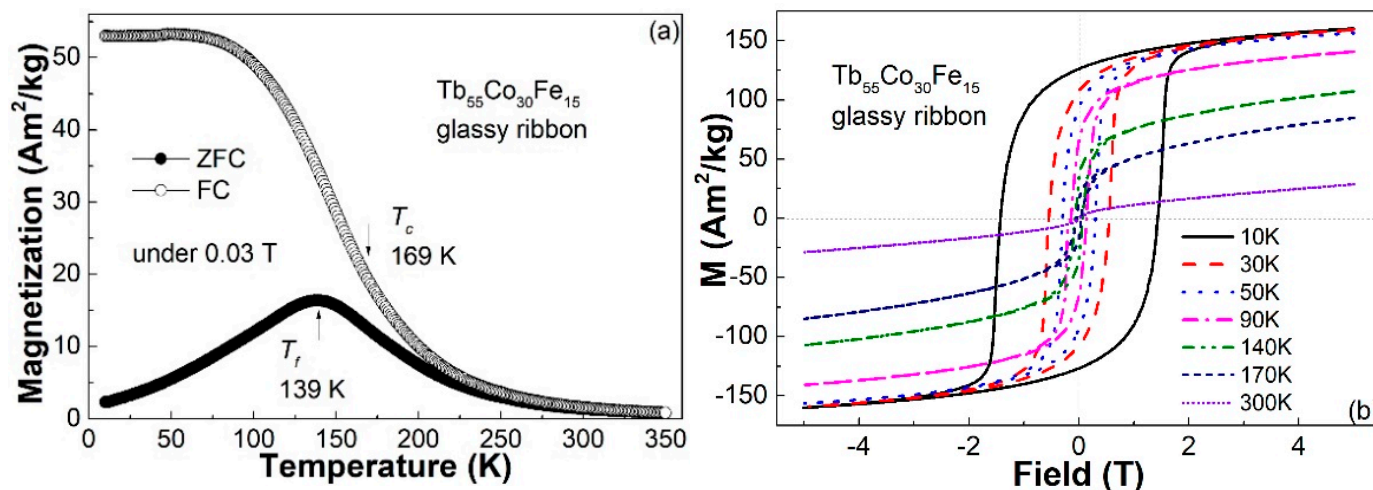 (a)
Tb55Co30Fe15
glassy ribbon
ZFC
FC
under 0.03 T
Tc
169 K
Tf
139 K
Magnetization (Am²/kg)
50
40
30
20
10
0
0 50 100 150 200 250 300 350
Temperature (K)
Tb55Co30Fe15
glassy ribbon
M (Am²/kg)
150
100
50
0
-50
-100
-150
10K
30K
50K
90K
140K
170K
300K
(b
-4 -2 0 2 4
Field (T)